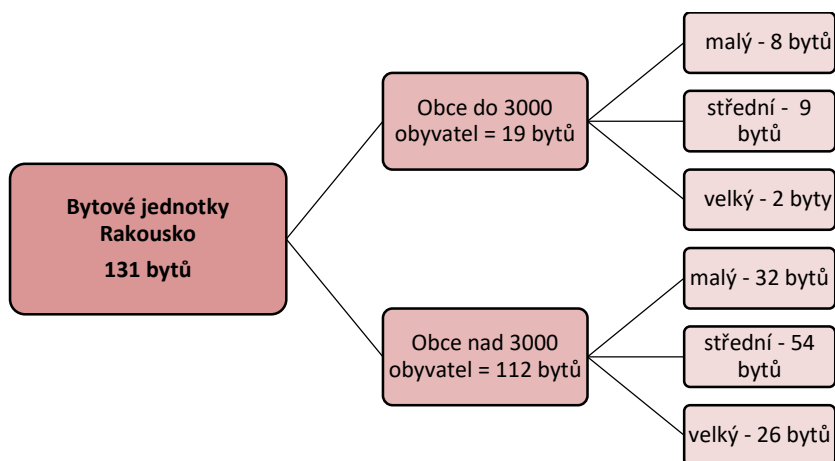 Bytové jednotky
Rakousko
131 bytů
Obce do 3000
obyvatel = 19 bytů
malý - 8 bytů
střední - 9
bytů
velký - 2 byty
Obce nad 3000
obyvatel = 112 bytů
malý - 32 bytů
střední - 54
bytů
velký - 26 bytů